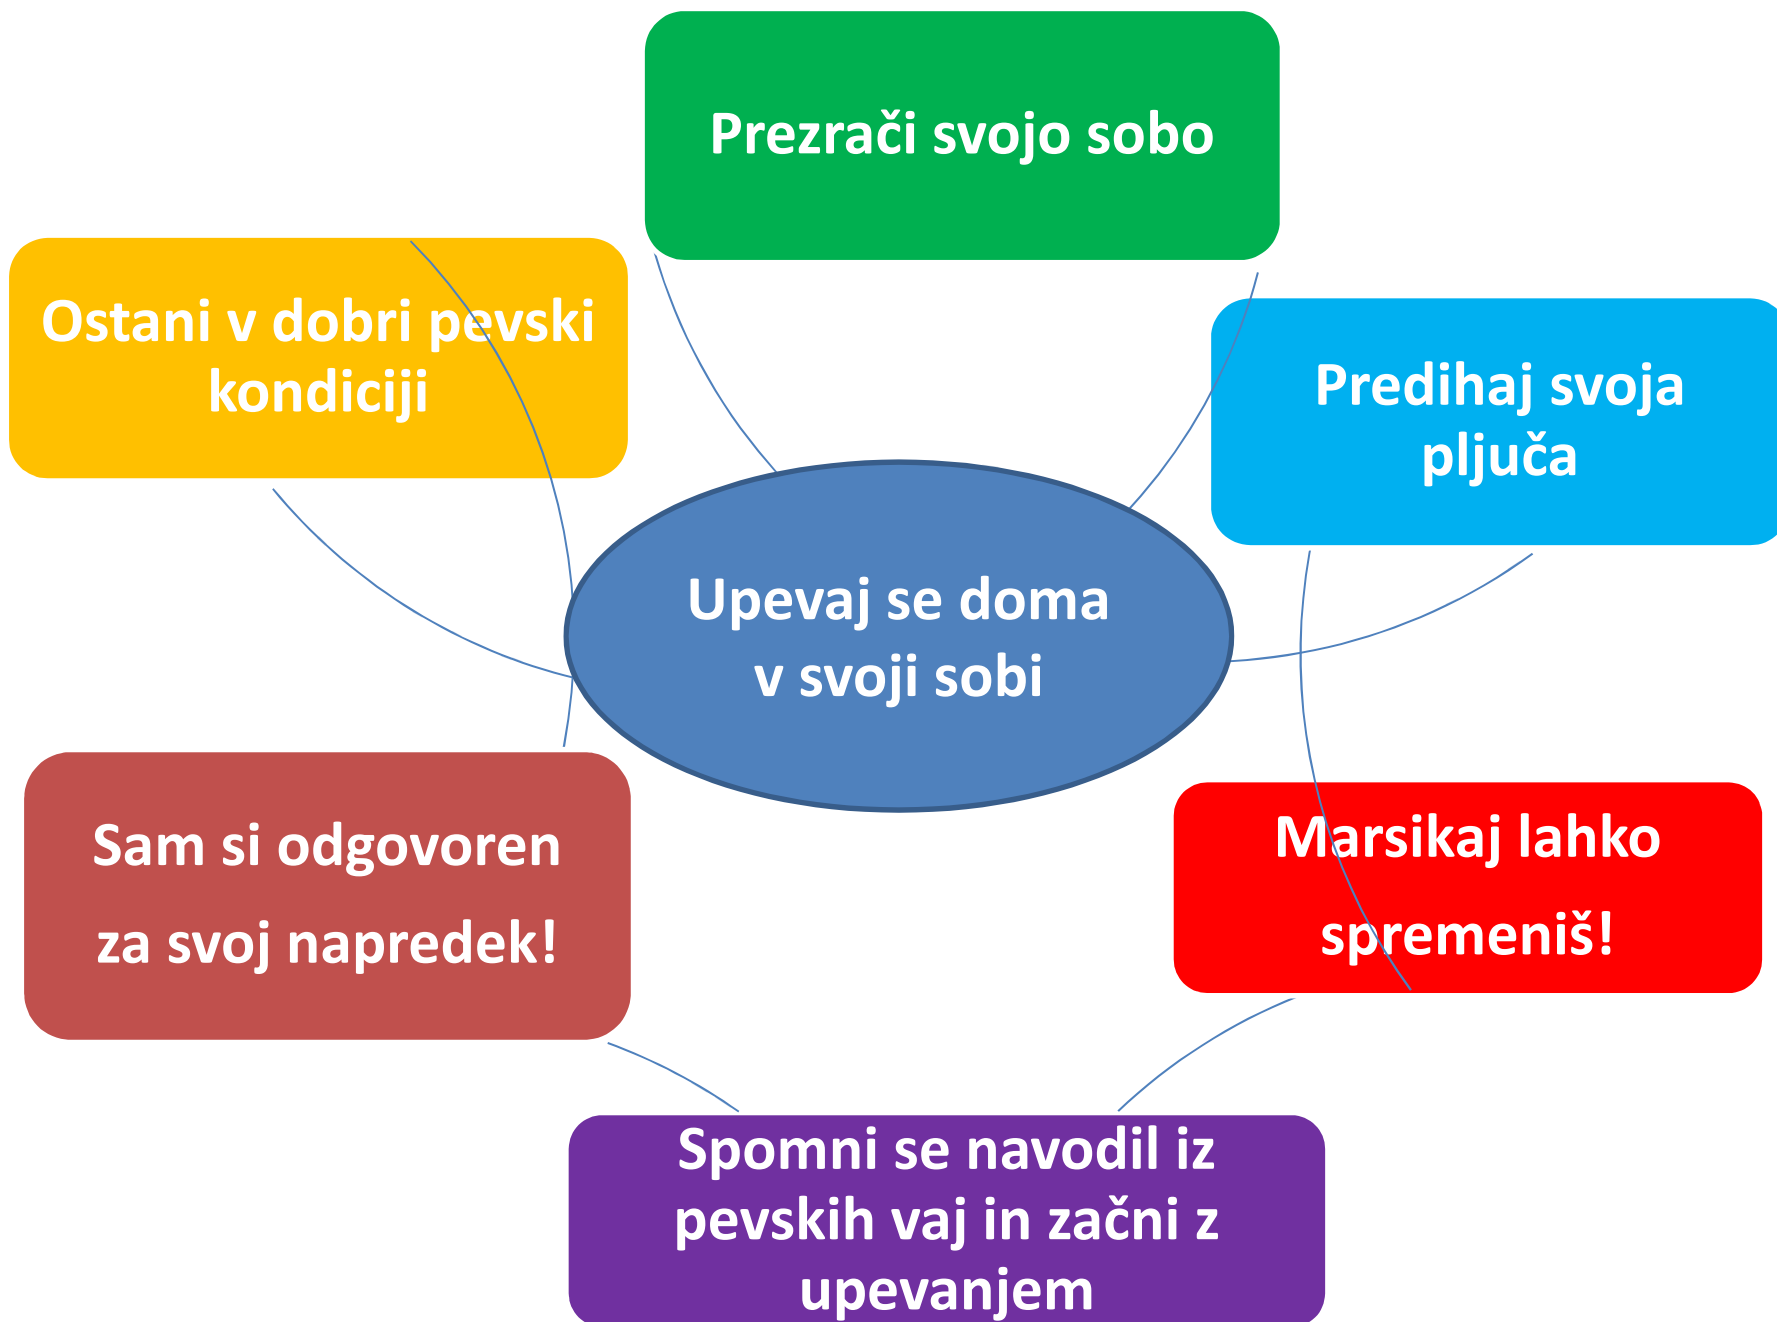 Prezrači svojo sobo
Ostani v dobri pevski
kondiciji
Predihaj svoja
pljuča
Upevaj se doma
v svoji sobi
Sam si odgovoren
za svoj napredek!
Marsikaj lahko
spremeniš!
Spomni se navodil iz
pevskih vaj in začni z
upevanjem